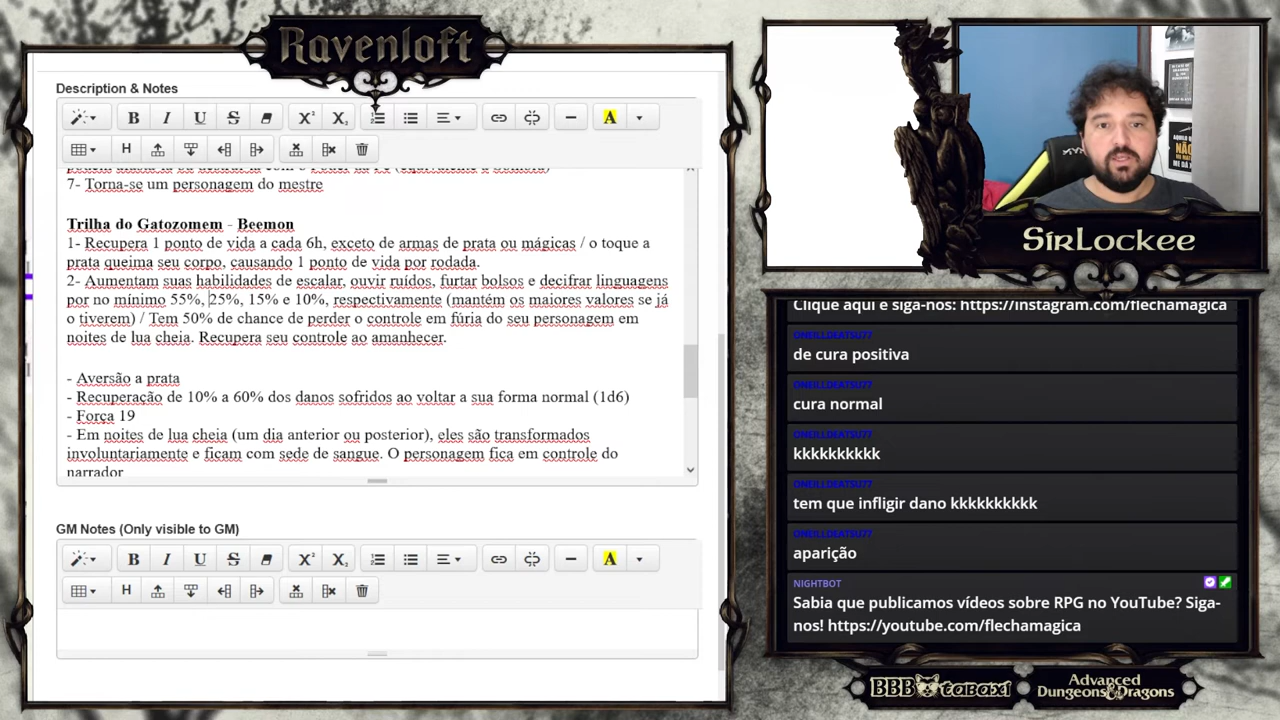 Ravenloft
Description & Notes
7- Torna-se um personagem do mestre
Trilha do Gatozomem - Beemon
1- Recupera 1 ponto de vida a cada 6h, exceto de armas de prata ou mágicas / o toque a
prata queima seu corpo, causando 1 ponto de vida por rodada.
2- Aumentam suas habilidades de escalar, ouvir ruídos, furtar bolsos e decifrar linguagens
por no mínimo 55%, 25%, 15% e 10%, respectivamente (mantém os maiores valores se já
o tiverem) / Tem 50% de chance de perder o controle em fúria do seu personagem em
noites de lua cheia. Recupera seu controle ao amanhecer.
- Aversão a prata
- Recuperação de 10% a 60% dos danos sofridos ao voltar a sua forma normal (1d6)
- Força 19
- Em noites de lua cheia (um dia anterior ou posterior), eles são transformados
involuntariamente e ficam com sede de sangue. O personagem fica em controle do
narrador
GM Notes (Only visible to GM)
SirLockee
Clique aqui e siga-nos: https://instagram.com/flechamagica
ONEILLDEATSU77
de cura positiva
ONEILLDEATSU77
cura normal
ONEILLDEATSU77
kkkkkkkkkk
ONEILLDEATSU77
tem que infligir dano kkkkkkkkkk
ONEILLDEATSU77
aparição
NIGHTBOT
Sabia que publicamos vídeos sobre RPG no YouTube? Siga-
nos! https://youtube.com/flechamagica
BBB tabaxi
Advanced
Dungeons & Dragons